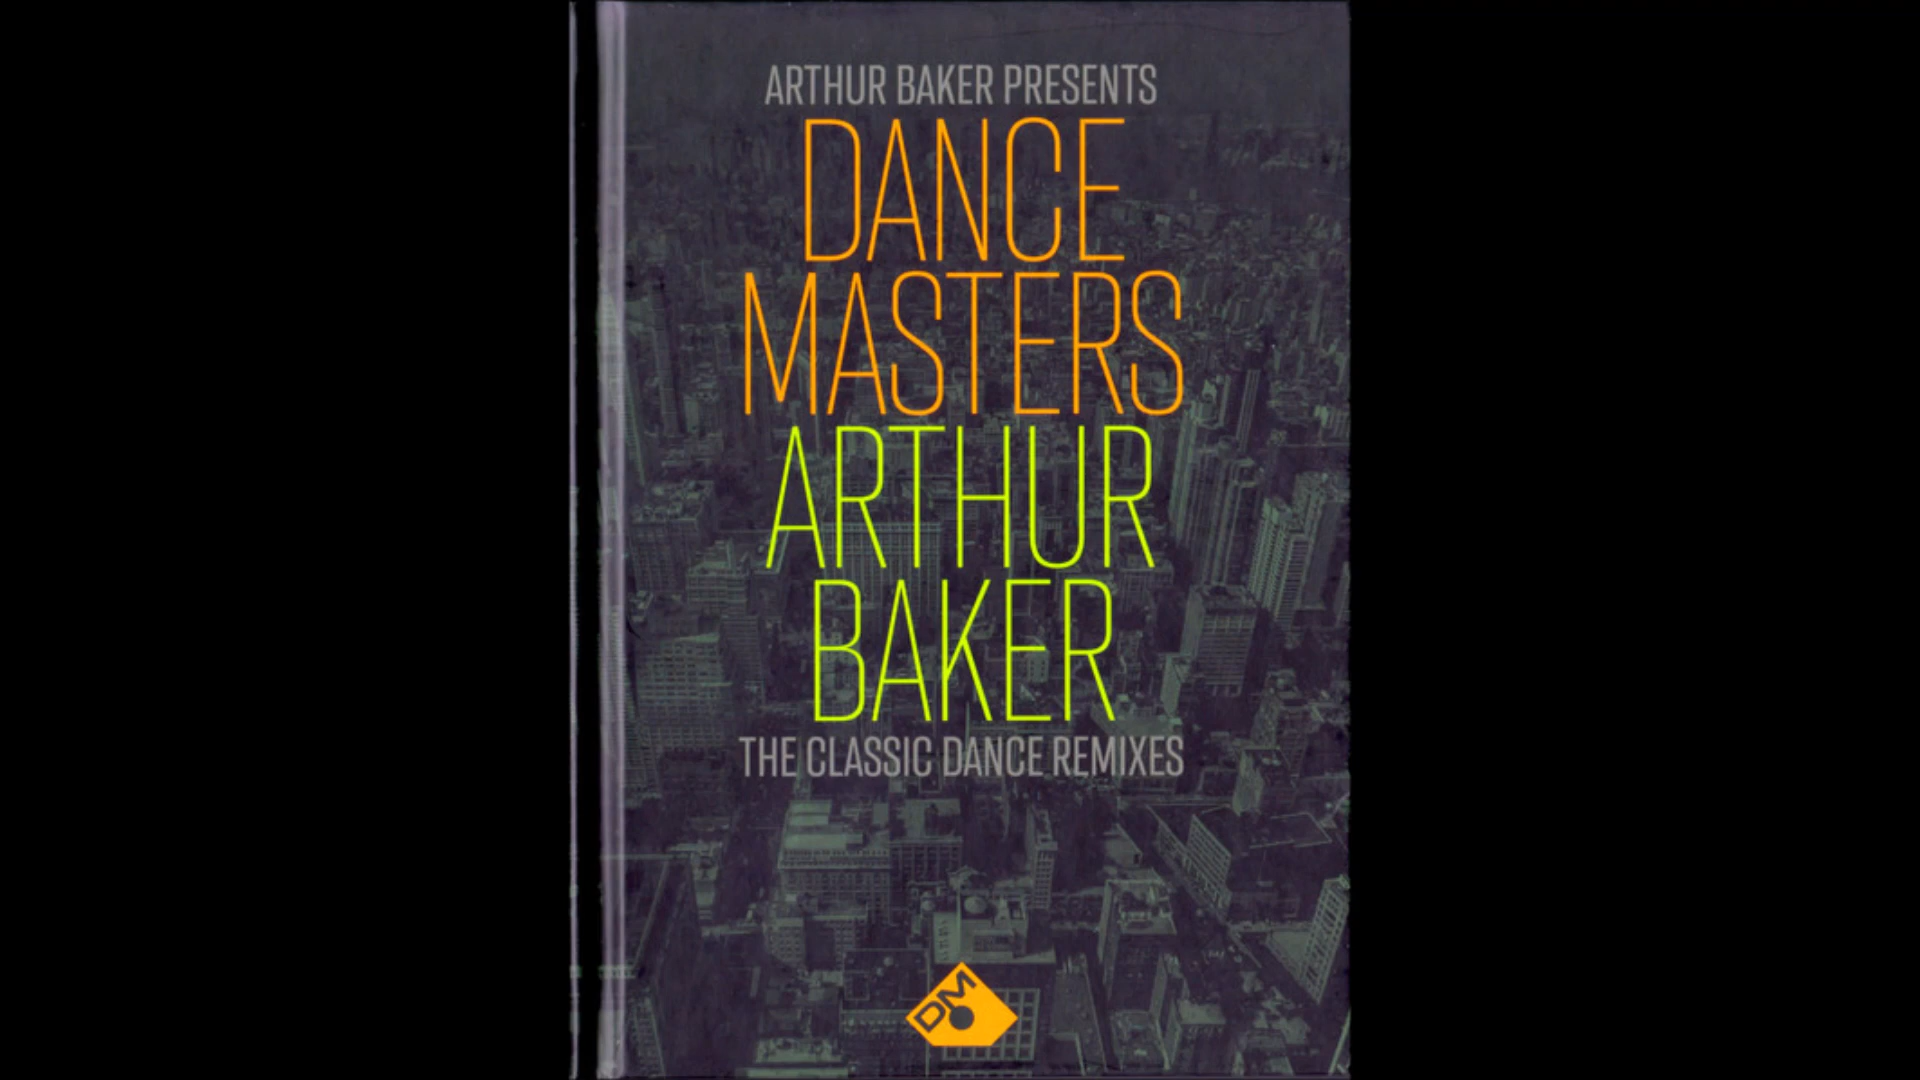 ARTHUR BAKER PRESENTS
DANCE
MASTERS
ARTHUR
BAKER
THE CLASSIC DANCE REMIXES
DM